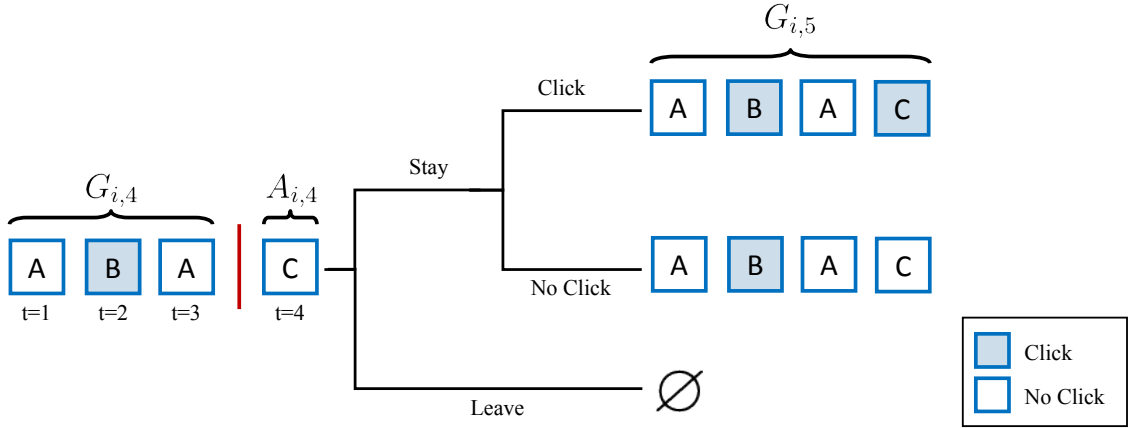 G_{i,5}
Click
A B A C
Stay
G_{i,4} A_{i,4}
A B A C
t=1 t=2 t=3 t=4
No Click
A B A C
Leave
∅
Click
No Click